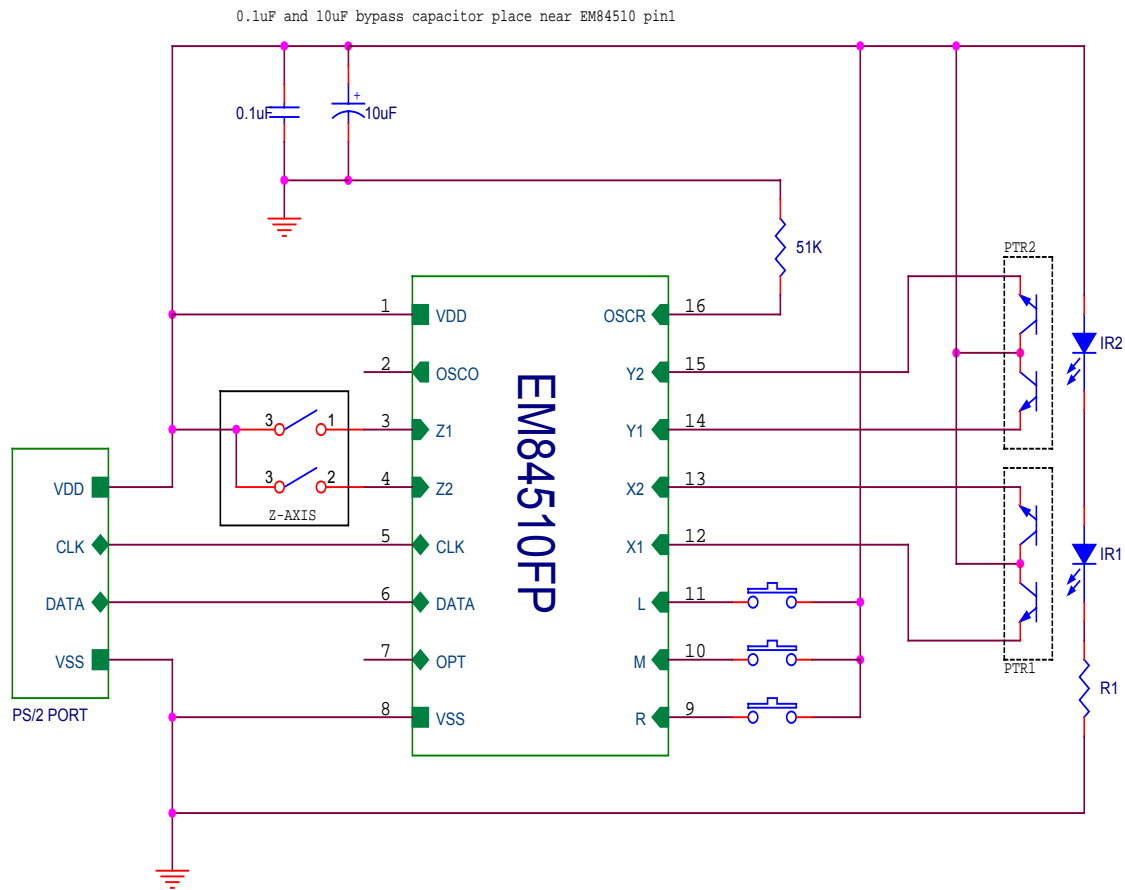 0.1uF and 10uF bypass capacitor place near EM84510 pin1
0.1uF
+
10uF
51K
PTR2
1
VDD
OSCR
16
2
OSCO
Y2
15
IR2
3
1
3
Z1
Y1
14
3
2
4
Z2
X2
13
Z-AXIS
EM84510FP
VDD
CLK
5
CLK
X1
12
IR1
DATA
6
DATA
L
11
VSS
7
OPT
M
10
PTR1
R1
PS/2 PORT
8
VSS
R
9